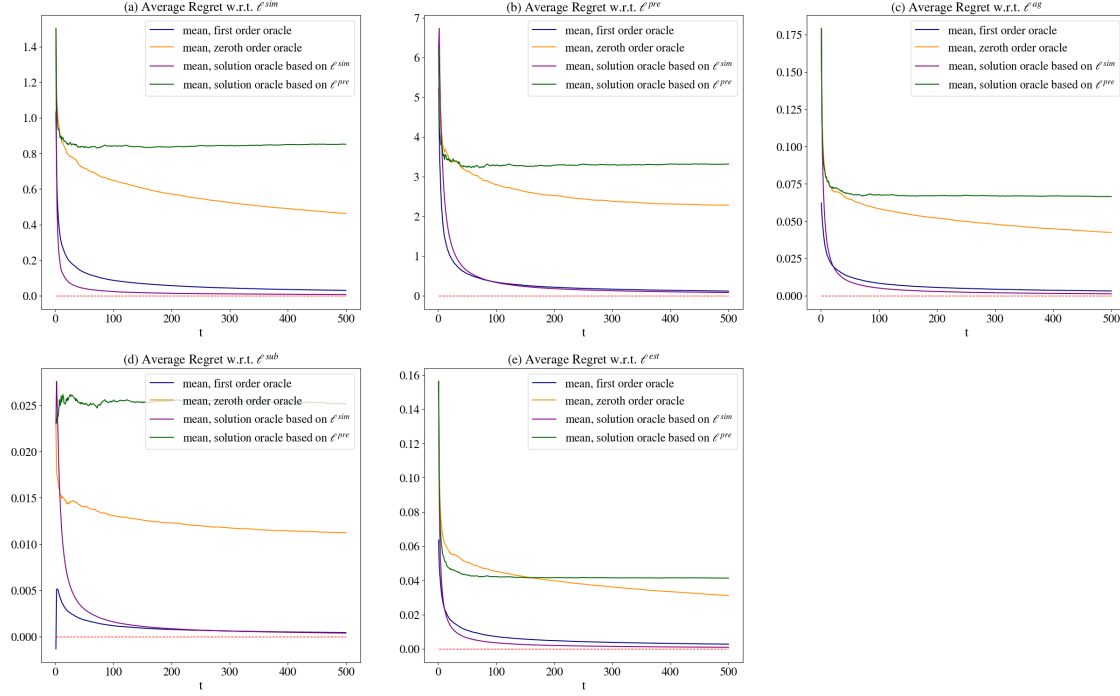 (a) Average Regret w.r.t. ℓ^sim
mean, first order oracle
mean, zeroth order oracle
mean, solution oracle based on ℓ^sim
mean, solution oracle based on ℓ^pre
1.4
1.2
1.0
0.8
0.6
0.4
0.2
0.0
0 100 200 300 400 500
t
(b) Average Regret w.r.t. ℓ^pre
mean, first order oracle
mean, zeroth order oracle
mean, solution oracle based on ℓ^sim
mean, solution oracle based on ℓ^pre
7
6
5
4
3
2
1
0
0 100 200 300 400 500
t
(c) Average Regret w.r.t. ℓ^ag
mean, first order oracle
mean, zeroth order oracle
mean, solution oracle based on ℓ^sim
mean, solution oracle based on ℓ^pre
0.175
0.150
0.125
0.100
0.075
0.050
0.025
0.000
0 100 200 300 400 500
t
(d) Average Regret w.r.t. ℓ^sub
mean, first order oracle
mean, zeroth order oracle
mean, solution oracle based on ℓ^sim
mean, solution oracle based on ℓ^pre
0.025
0.020
0.015
0.010
0.005
0.000
0 100 200 300 400 500
t
(e) Average Regret w.r.t. ℓ^est
mean, first order oracle
mean, zeroth order oracle
mean, solution oracle based on ℓ^sim
mean, solution oracle based on ℓ^pre
0.16
0.14
0.12
0.10
0.08
0.06
0.04
0.02
0.00
0 100 200 300 400 500
t